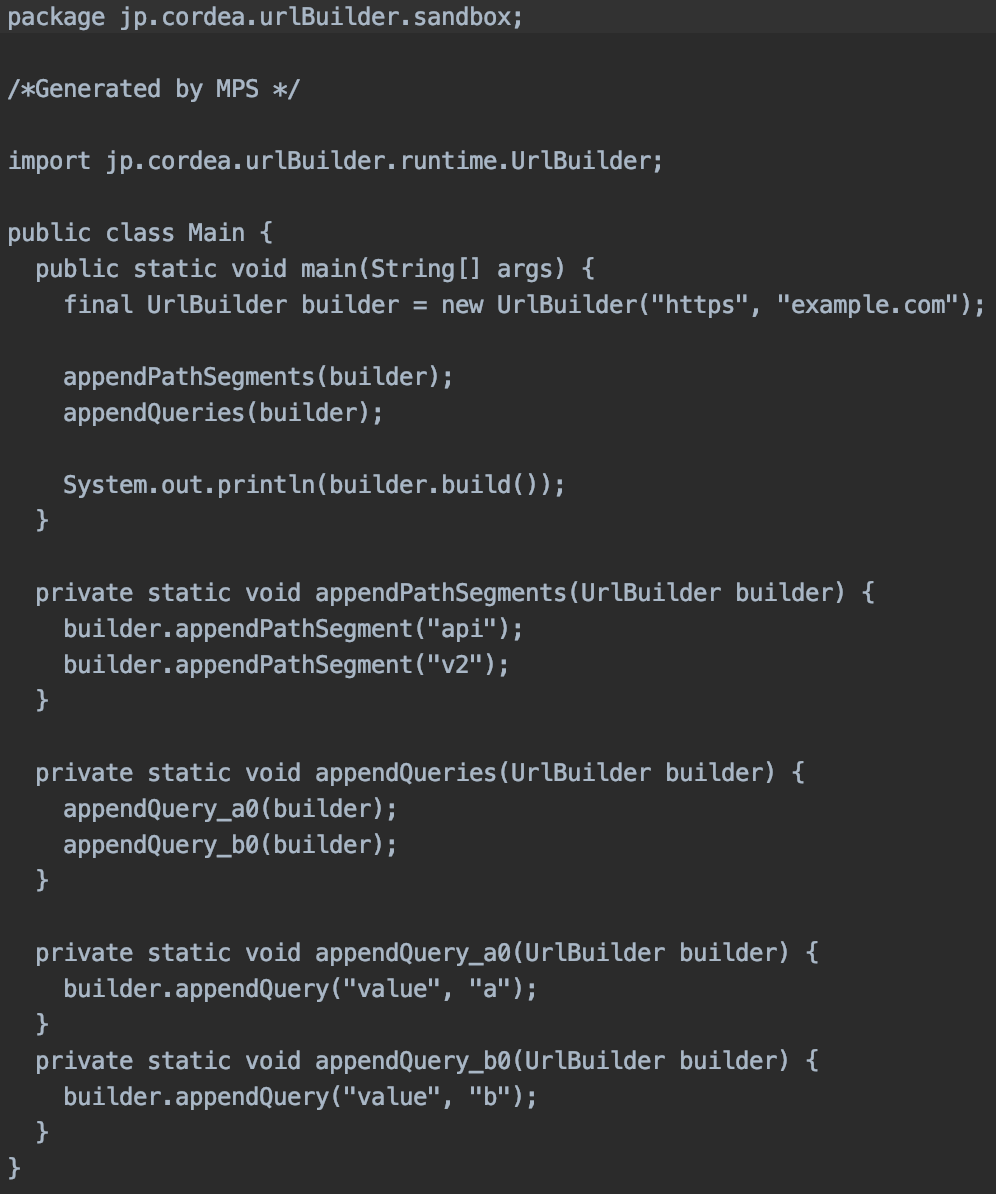 package jp.cordea.urlBuilder.sandbox;
/*Generated by MPS */
import jp.cordea.urlBuilder.runtime.UrlBuilder;
public class Main {
  public static void main(String[] args) {
    final UrlBuilder builder = new UrlBuilder("https", "example.com");
    appendPathSegments(builder);
    appendQueries(builder);
    System.out.println(builder.build());
  }
  private static void appendPathSegments(UrlBuilder builder) {
    builder.appendPathSegment("api");
    builder.appendPathSegment("v2");
  }
  private static void appendQueries(UrlBuilder builder) {
    appendQuery_a0(builder);
    appendQuery_b0(builder);
  }
  private static void appendQuery_a0(UrlBuilder builder) {
    builder.appendQuery("value", "a");
  }
  private static void appendQuery_b0(UrlBuilder builder) {
    builder.appendQuery("value", "b");
  }
}